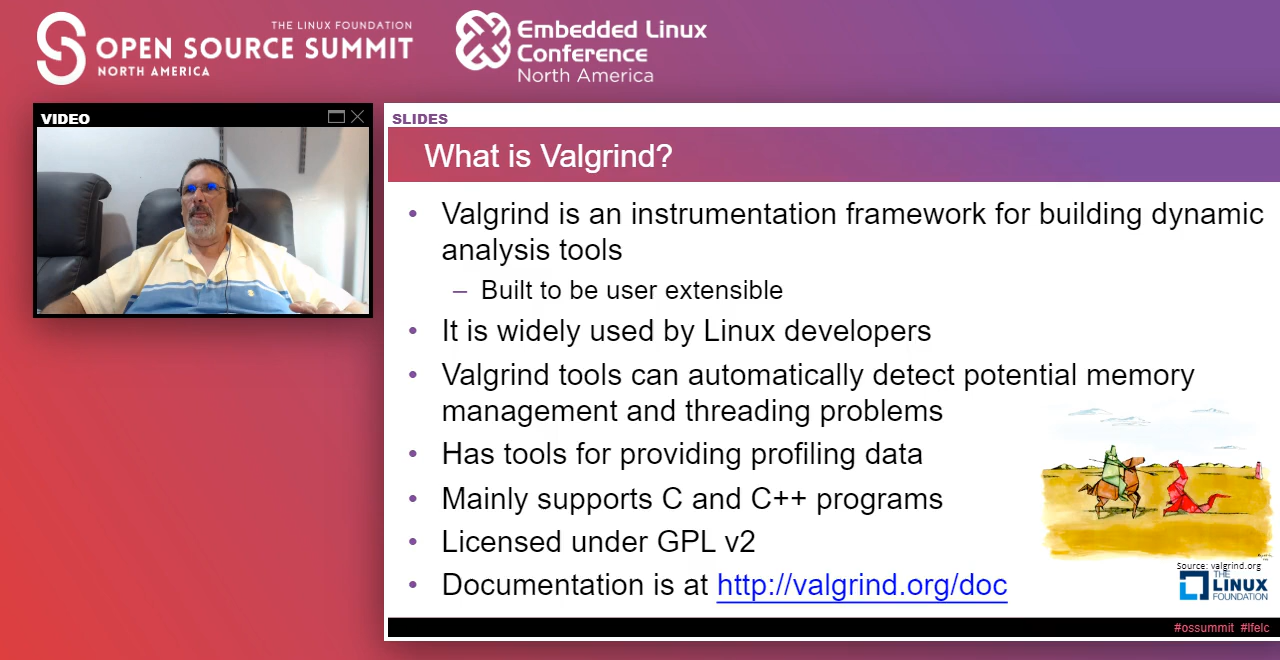 THE LINUX FOUNDATION
OPEN SOURCE SUMMIT
NORTH AMERICA
Embedded Linux
Conference
North America
VIDEO
SLIDES
What is Valgrind?
• Valgrind is an instrumentation framework for building dynamic
analysis tools
– Built to be user extensible
• It is widely used by Linux developers
• Valgrind tools can automatically detect potential memory
management and threading problems
• Has tools for providing profiling data
• Mainly supports C and C++ programs
• Licensed under GPL v2
• Documentation is at http://valgrind.org/doc
Source: valgrind.org
THE
LINUX
FOUNDATION
#ossummit #lfelc